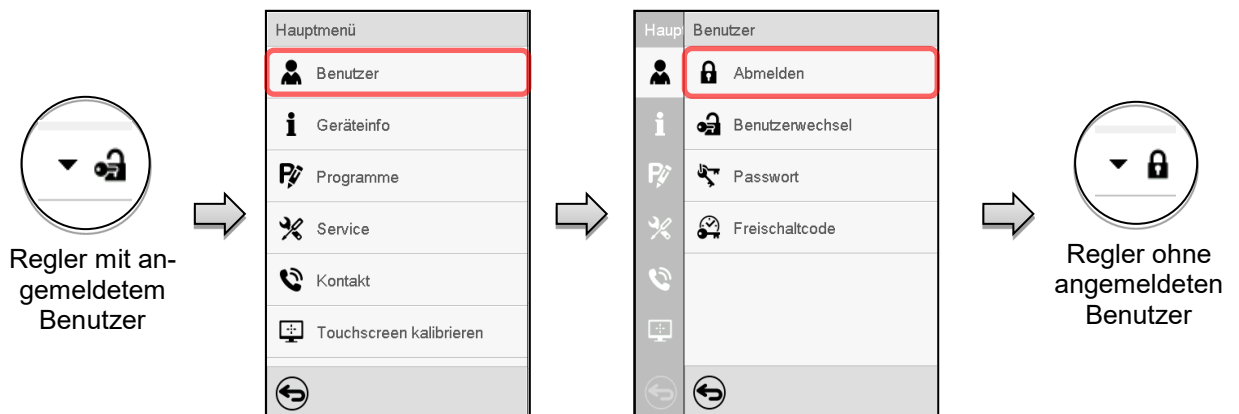 Regler mit an-
gemeldetem
Benutzer
Hauptmenü
Benutzer
Geräteinfo
Programme
Service
Kontakt
Touchscreen kalibrieren
Haup
Benutzer
Abmelden
Benutzerwechsel
Passwort
Freischaltcode
Regler ohne
angemeldeten
Benutzer